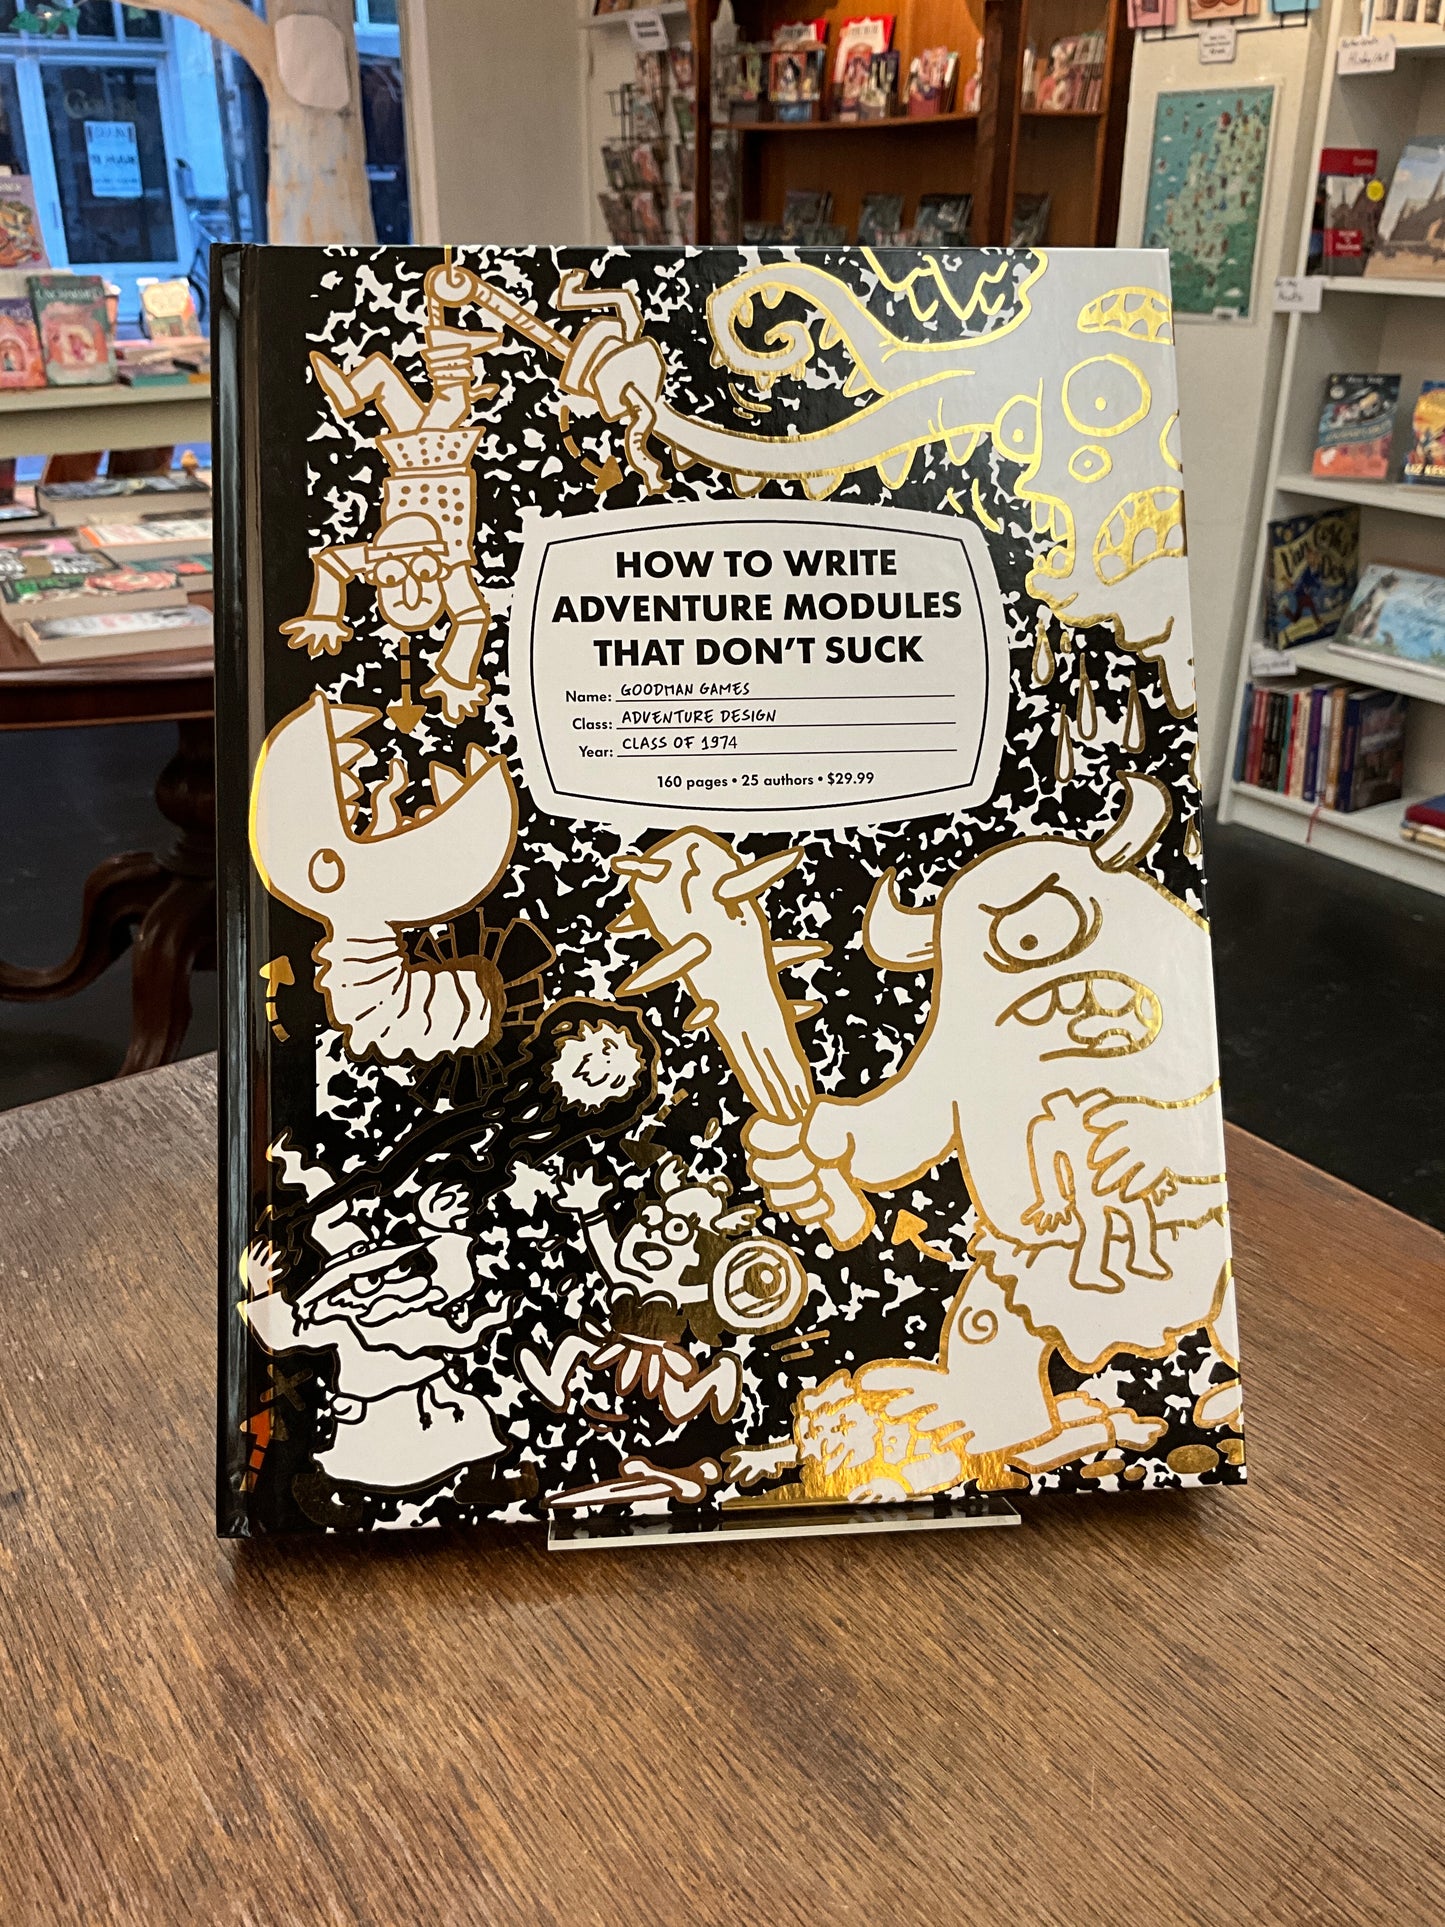 HOW TO WRITE
ADVENTURE MODULES
THAT DON'T SUCK
Name: GOODMAN GAMES
Class: ADVENTURE DESIGN
Year: CLASS OF 1974
160 pages • 25 authors • $29.99